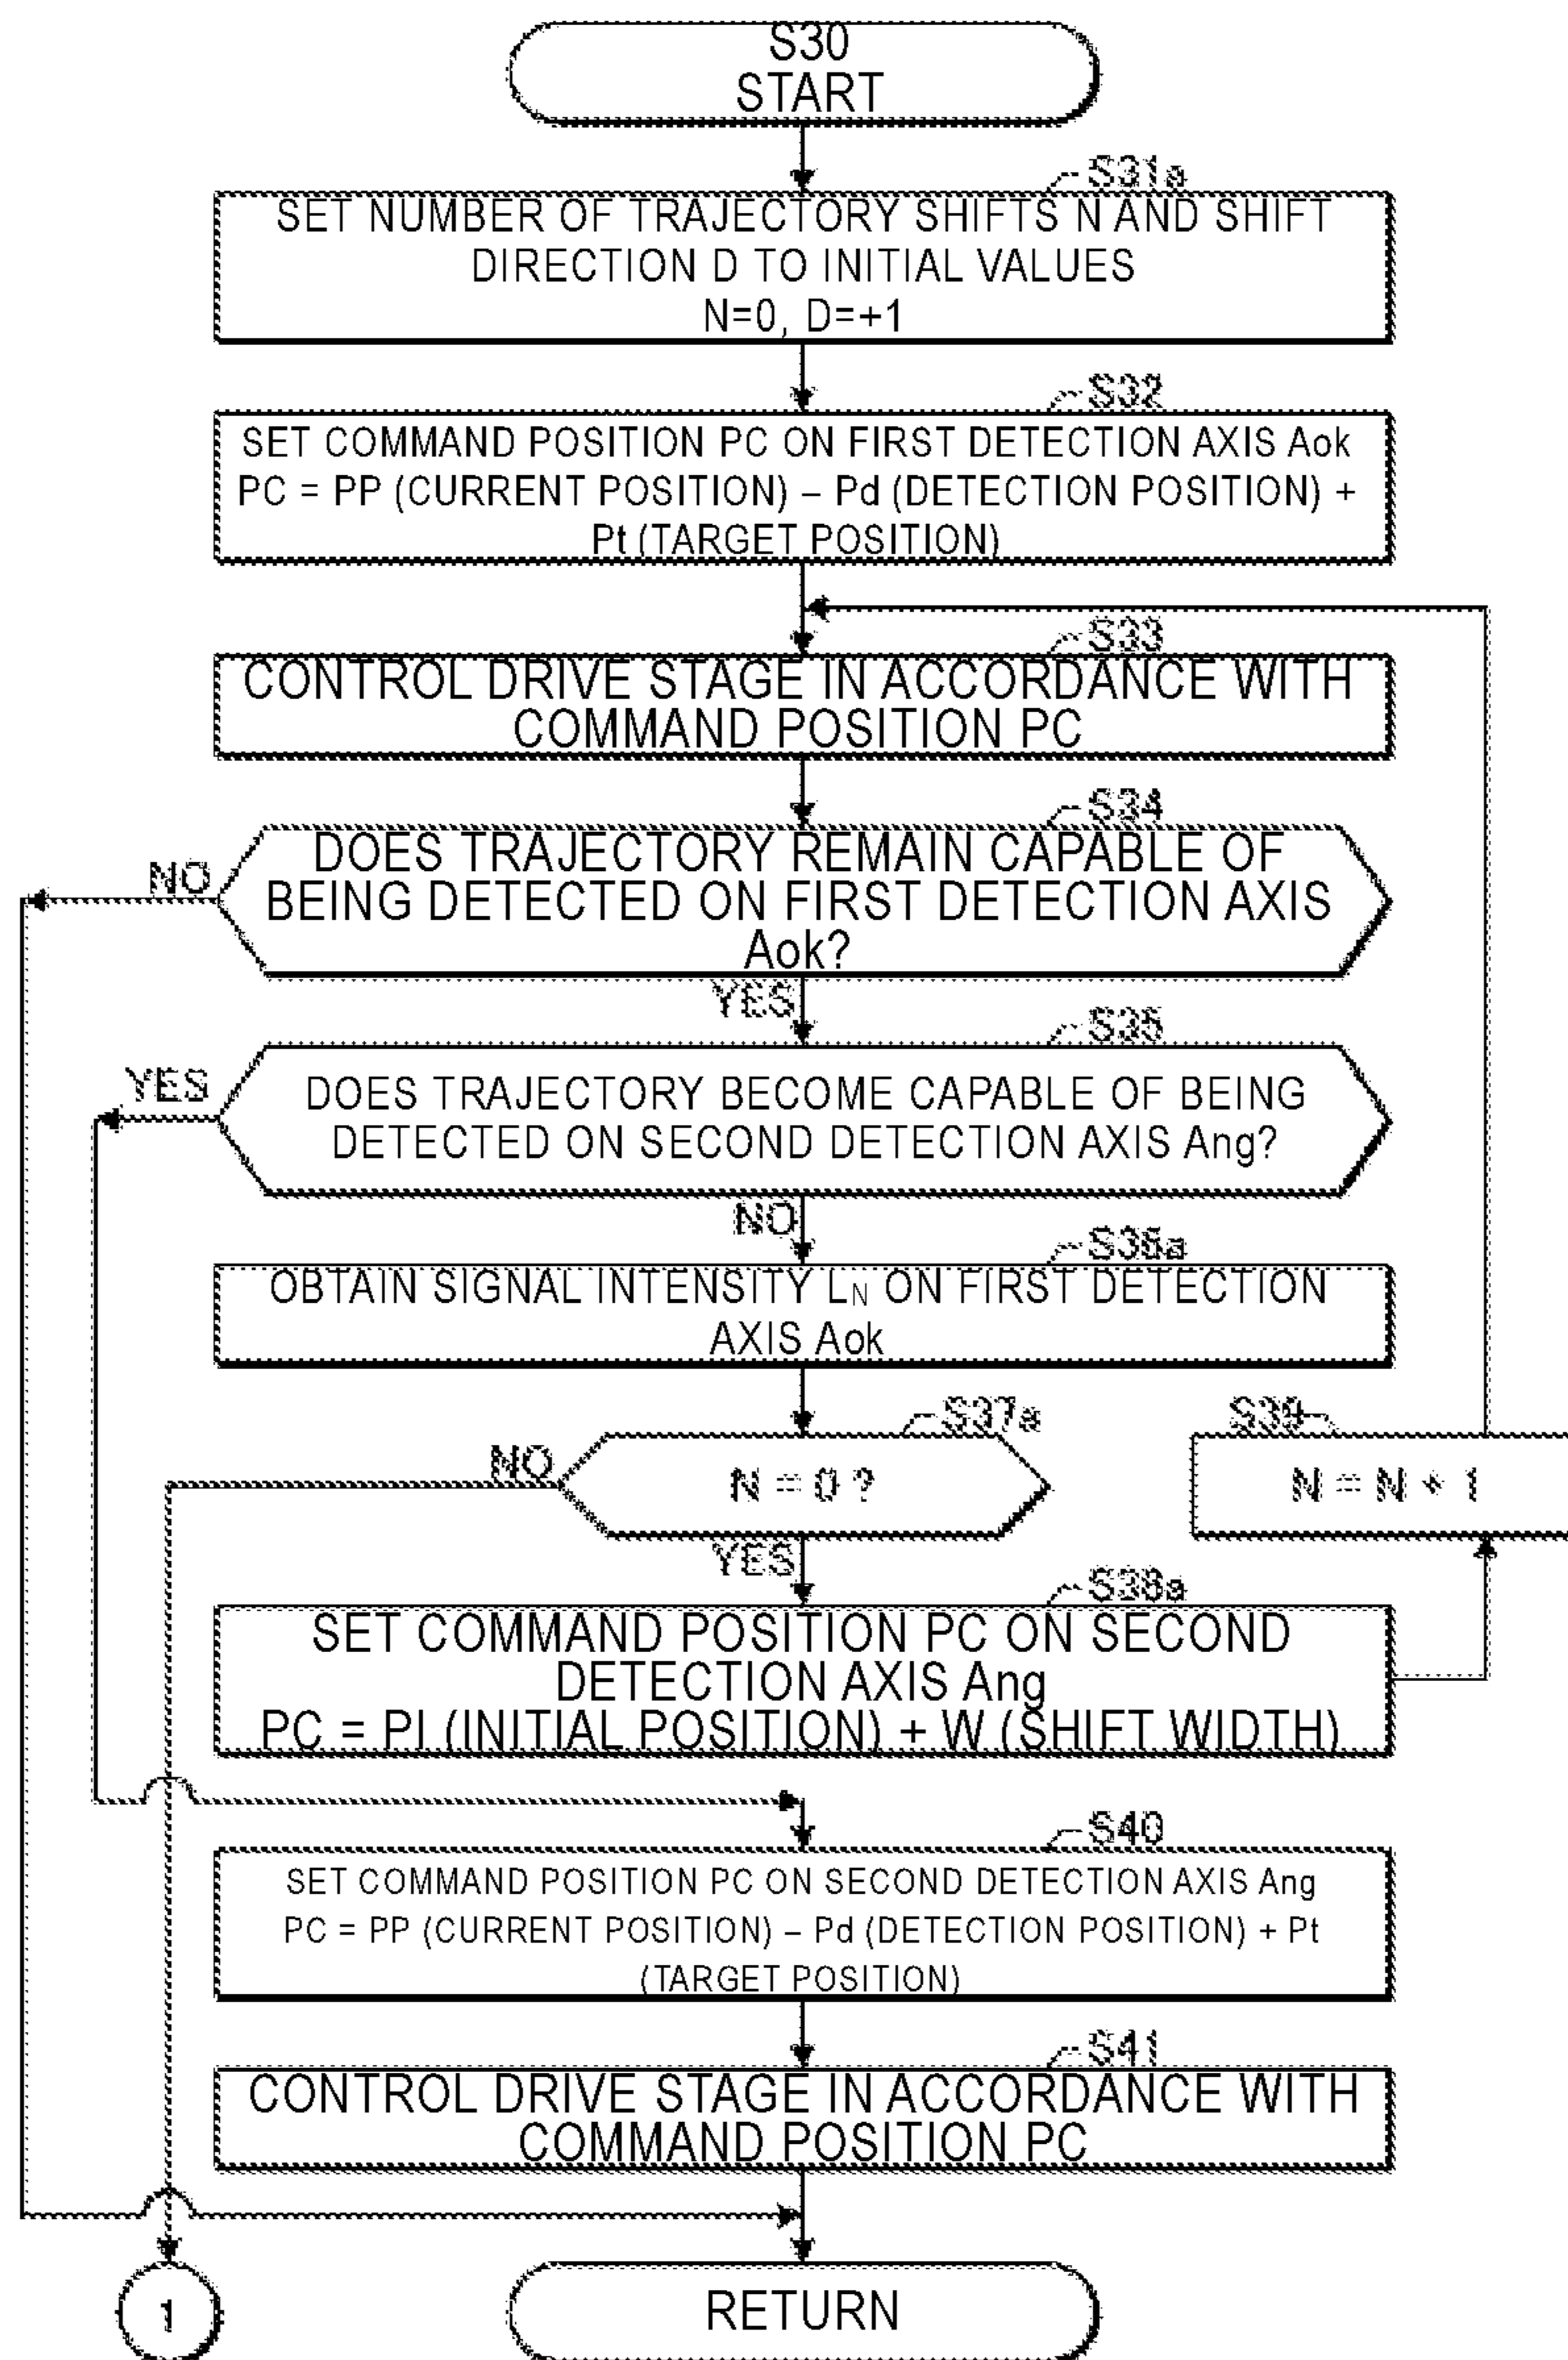 S30
START
S31a
SET NUMBER OF TRAJECTORY SHIFTS N AND SHIFT
DIRECTION D TO INITIAL VALUES
N=0, D=+1
S32
SET COMMAND POSITION PC ON FIRST DETECTION AXIS Aok
PC = PP (CURRENT POSITION) – Pd (DETECTION POSITION) +
Pt (TARGET POSITION)
S33
CONTROL DRIVE STAGE IN ACCORDANCE WITH
COMMAND POSITION PC
S34
DOES TRAJECTORY REMAIN CAPABLE OF
BEING DETECTED ON FIRST DETECTION AXIS
Aok?
NO
YES
S35
DOES TRAJECTORY BECOME CAPABLE OF BEING
DETECTED ON SECOND DETECTION AXIS Ang?
YES
NO
S36a
OBTAIN SIGNAL INTENSITY LN ON FIRST DETECTION
AXIS Aok
S37a
N = 0 ?
NO
YES
S39
N = N + 1
S38a
SET COMMAND POSITION PC ON SECOND
DETECTION AXIS Ang
PC = PI (INITIAL POSITION) + W (SHIFT WIDTH)
S40
SET COMMAND POSITION PC ON SECOND DETECTION AXIS Ang
PC = PP (CURRENT POSITION) – Pd (DETECTION POSITION) + Pt
(TARGET POSITION)
S41
CONTROL DRIVE STAGE IN ACCORDANCE WITH
COMMAND POSITION PC
1
RETURN